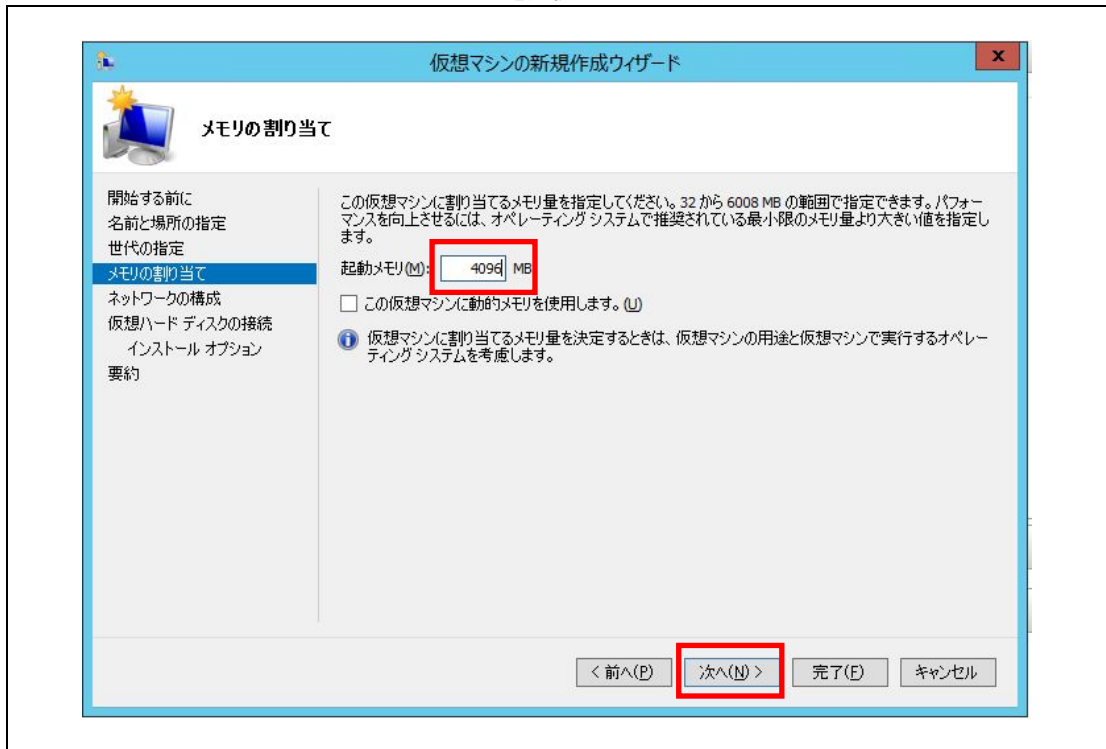 仮想マシンの新規作成ウィザード
x
メモリの割り当て
開始する前に
名前と場所の指定
世代の指定
メモリの割り当て
ネットワークの構成
仮想ハード ディスクの接続
インストール オプション
要約
この仮想マシンに割り当てるメモリ量を指定してください。32 から 6008 MB の範囲で指定できます。パフォー
マンスを向上させるには、オペレーティング システムで推奨されている最小限のメモリ量より大きい値を指定し
ます。
起動メモリ(M): 4096 MB
この仮想マシンに動的メモリを使用します。(U)
仮想マシンに割り当てるメモリ量を決定するときは、仮想マシンの用途と仮想マシンで実行するオペレー
ティング システムを考慮します。
< 前へ(P) 次へ(N) > 完了(F) キャンセル